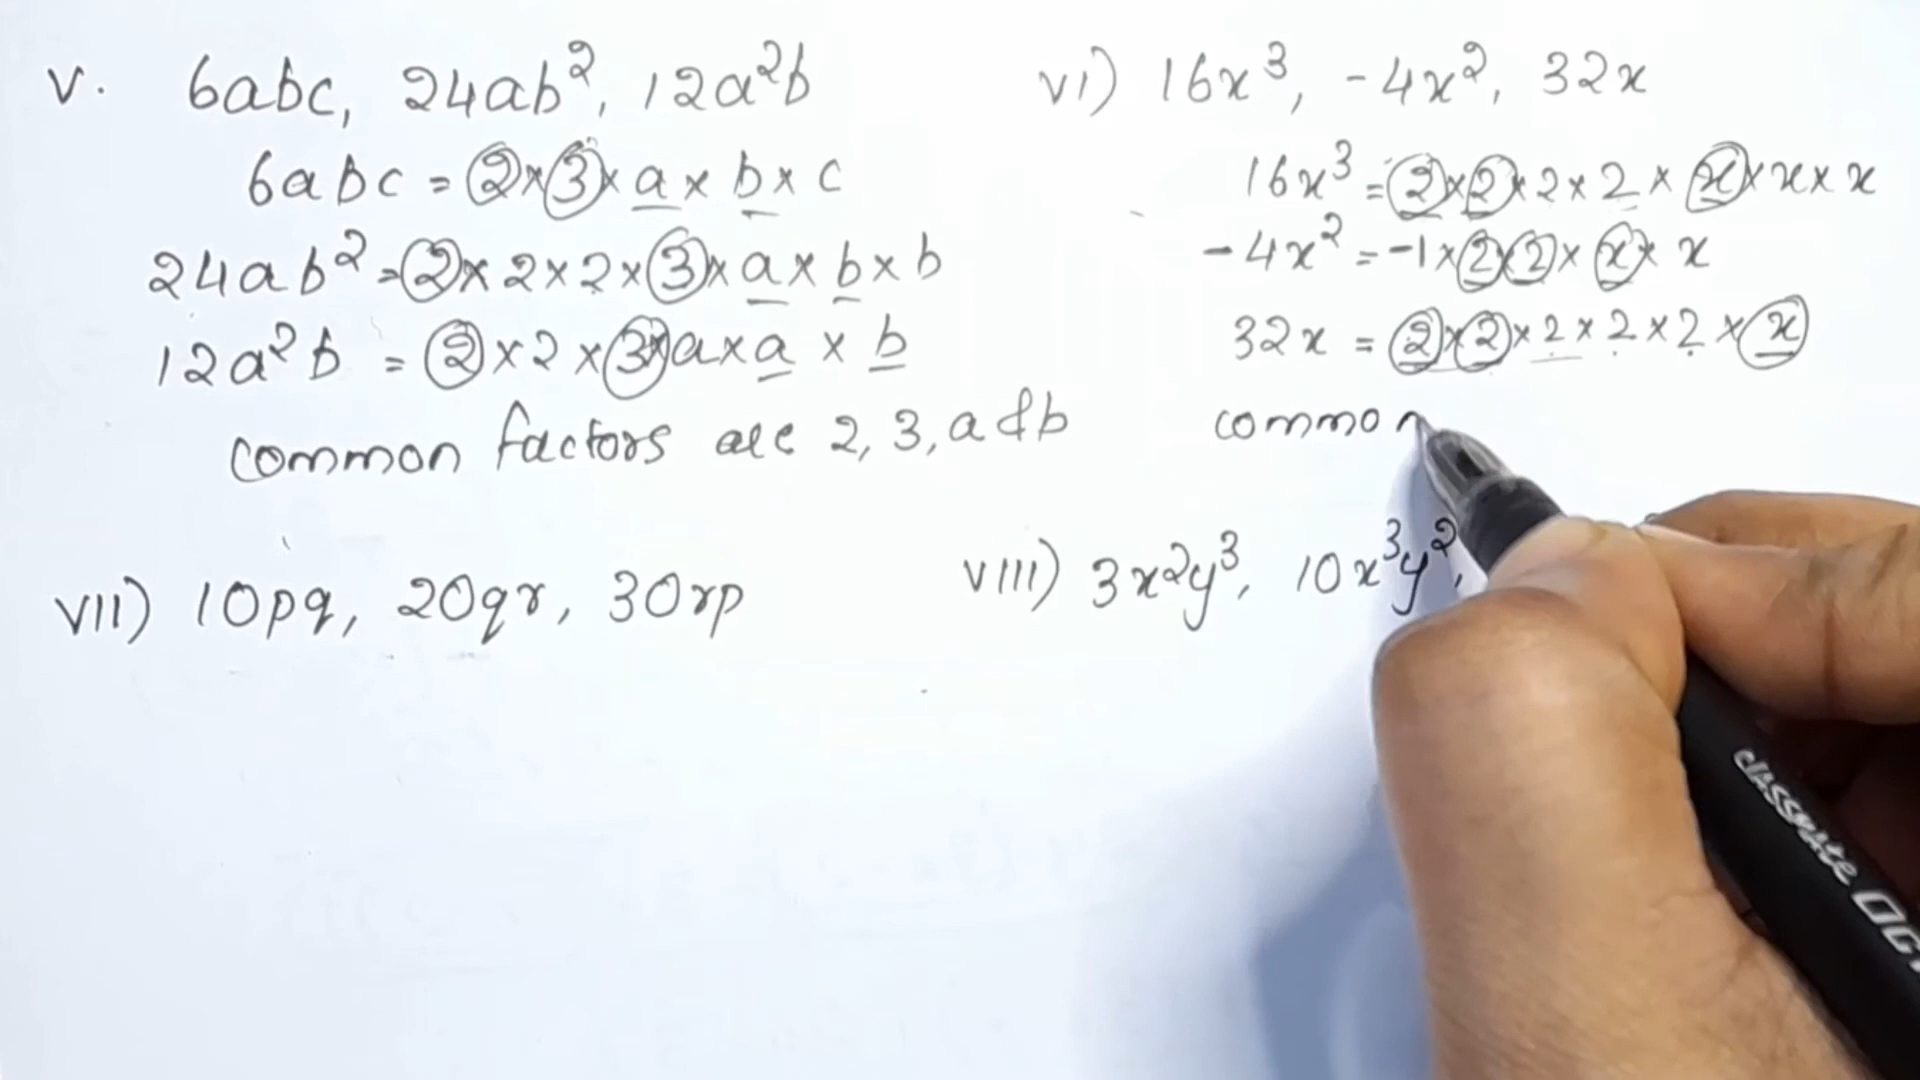 v. 6abc, 24ab², 12a²b
6abc = 2×3×a×b×c
24ab² = 2×2×2×3×a×b×b
12a²b = 2×2×3×a×a×b
common factors are 2, 3, a & b
vi) 16x³, -4x², 32x
16x³ = 2×2×2×2×x×x×x
-4x² = -1×2×2×x×x
32x = 2×2×2×2×2×x
common
vii) 10pq, 20qr, 30rp
viii) 3x²y³, 10x³y²,
classmate